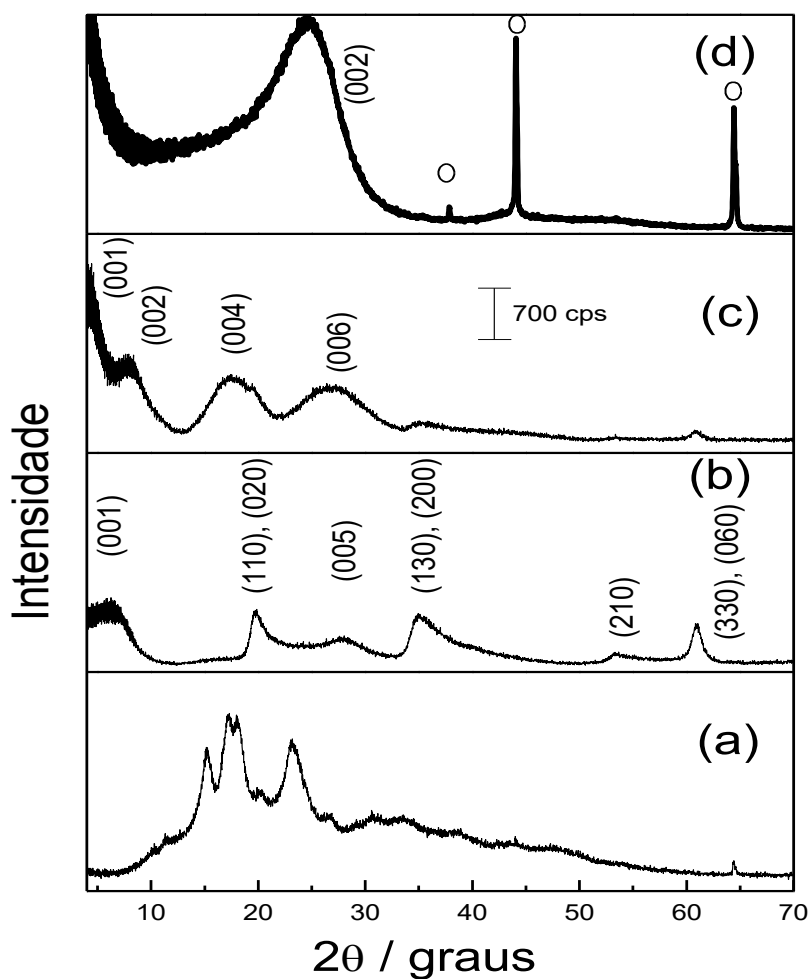 (d)
(002)
(001)
(002)
(004)
(006)
700 cps
(c)
(b)
(001)
(110), (020)
(005)
(130), (200)
(210)
(330), (060)
(a)
Intensidade
10 20 30 40 50 60 70
2θ / graus